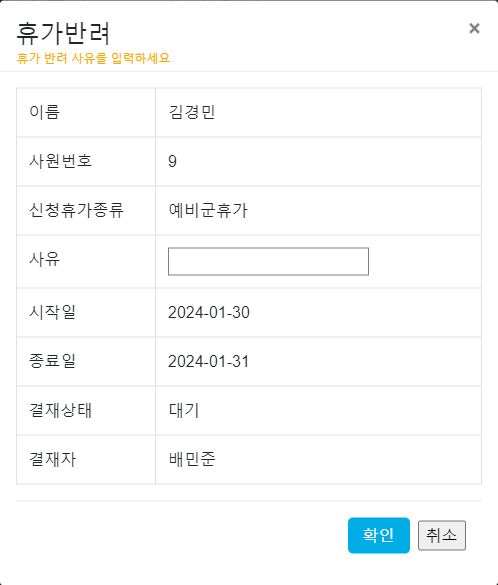 휴가반려 ×
휴가 반려 사유를 입력하세요
이름 김경민
사원번호 9
신청휴가종류 예비군휴가
사유
시작일 2024-01-30
종료일 2024-01-31
결재상태 대기
결재자 배민준
확인 취소